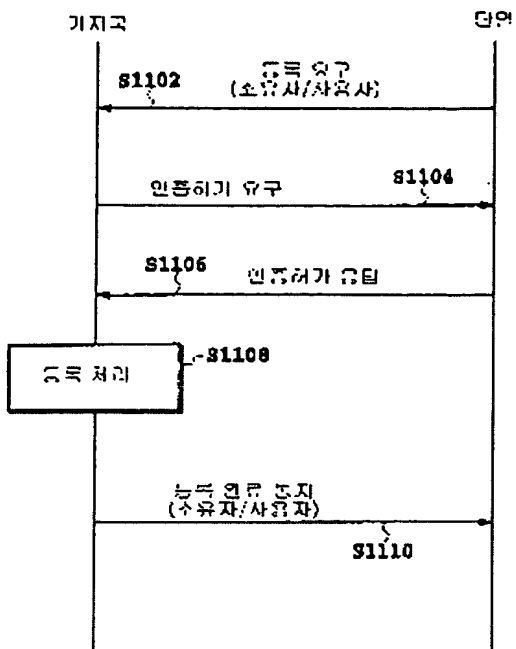 기지국
단말
S1102
등록 요구
(소유자/사용자)
인증허가 요구
S1104
S1106
인증허가 응답
등록 처리
S1108
등록 완료 통지
(소유자/사용자)
S1110